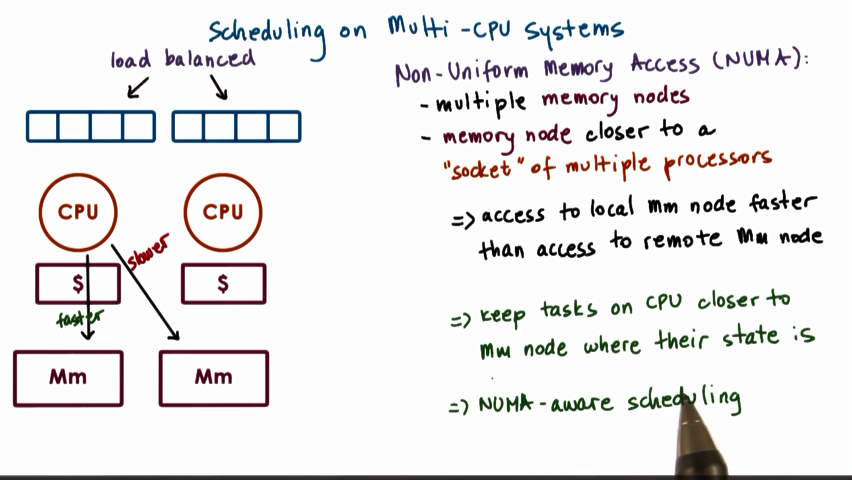 Scheduling on Multi-CPU Systems
load balanced
Non-Uniform Memory Access (NUMA):
- multiple memory nodes
- memory node closer to a
"socket" of multiple processors
=> access to local mm node faster
than access to remote mm node
=> keep tasks on CPU closer to
mm node where their state is
=> NUMA-aware scheduling
CPU
CPU
slower
$
$
faster
Mm
Mm